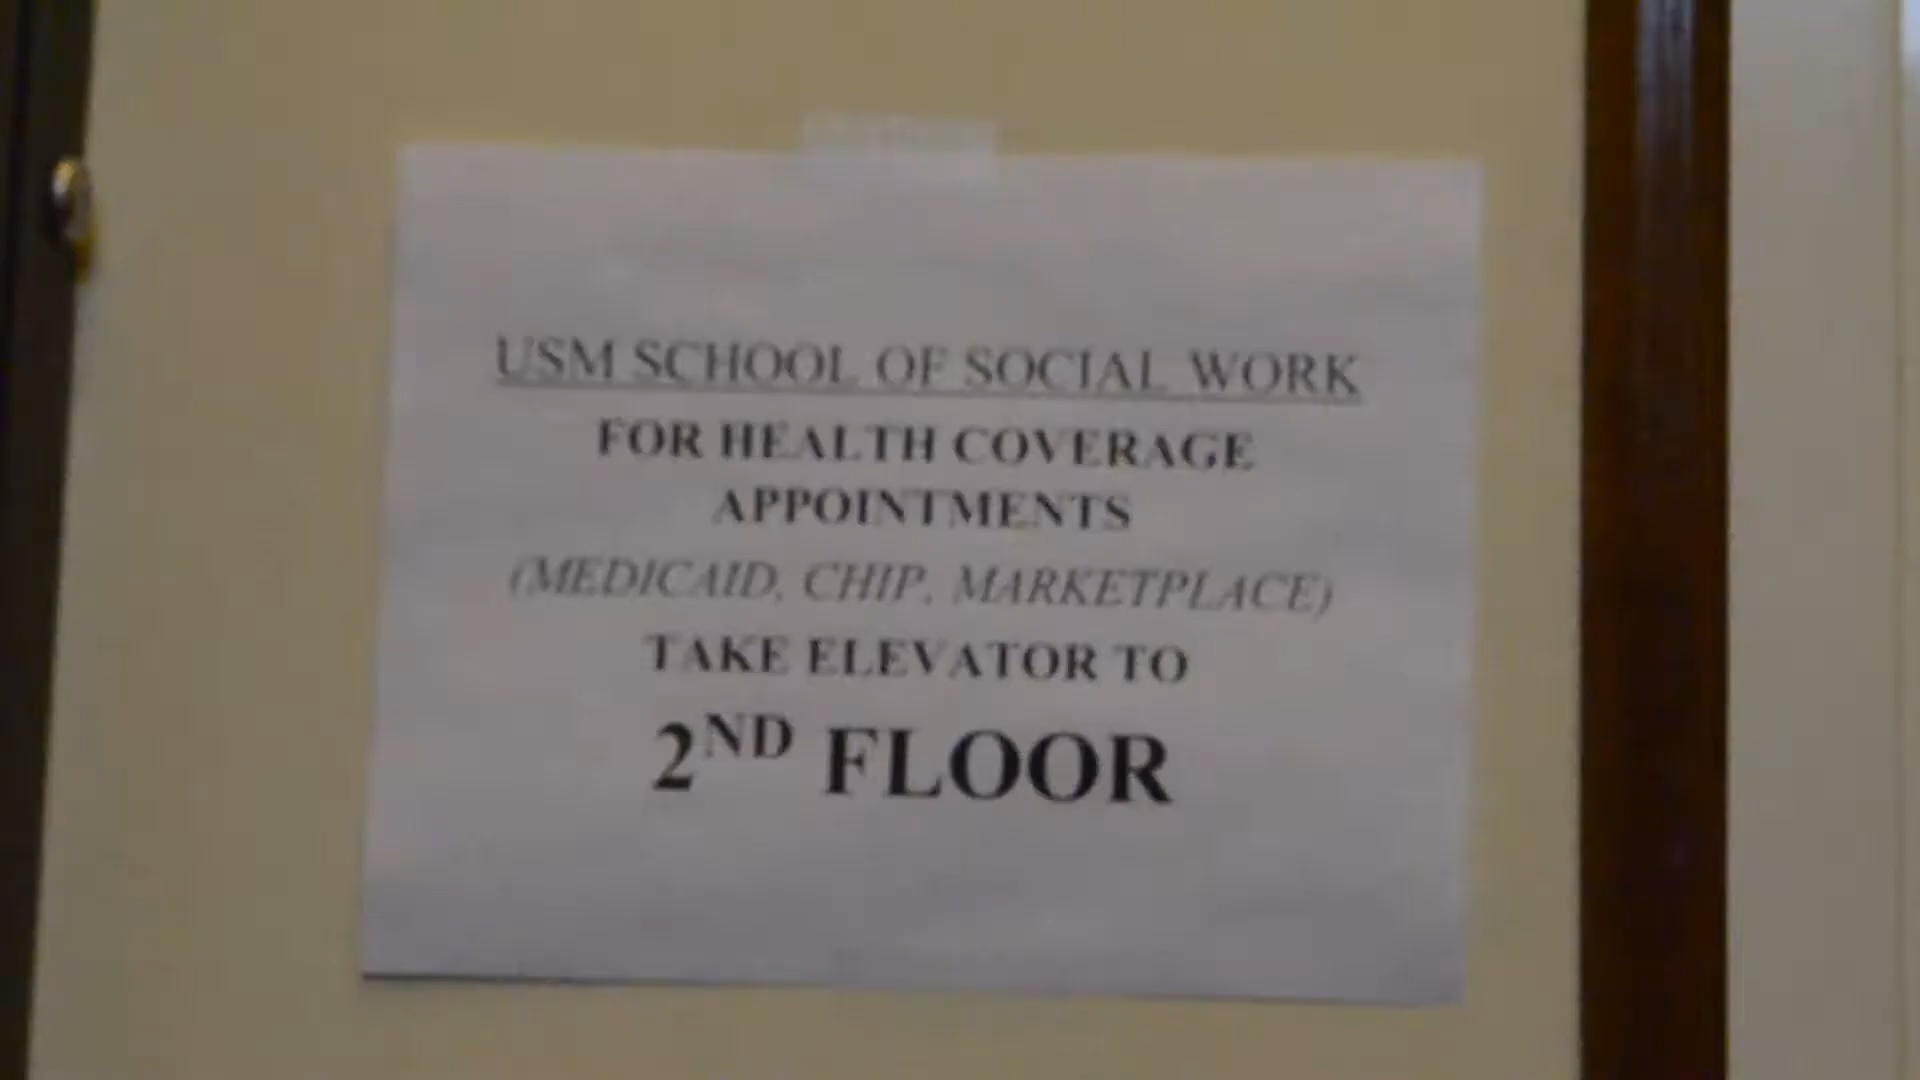 USM SCHOOL OF SOCIAL WORK
FOR HEALTH COVERAGE
APPOINTMENTS
(MEDICAID, CHIP, MARKETPLACE)
TAKE ELEVATOR TO
2ND FLOOR